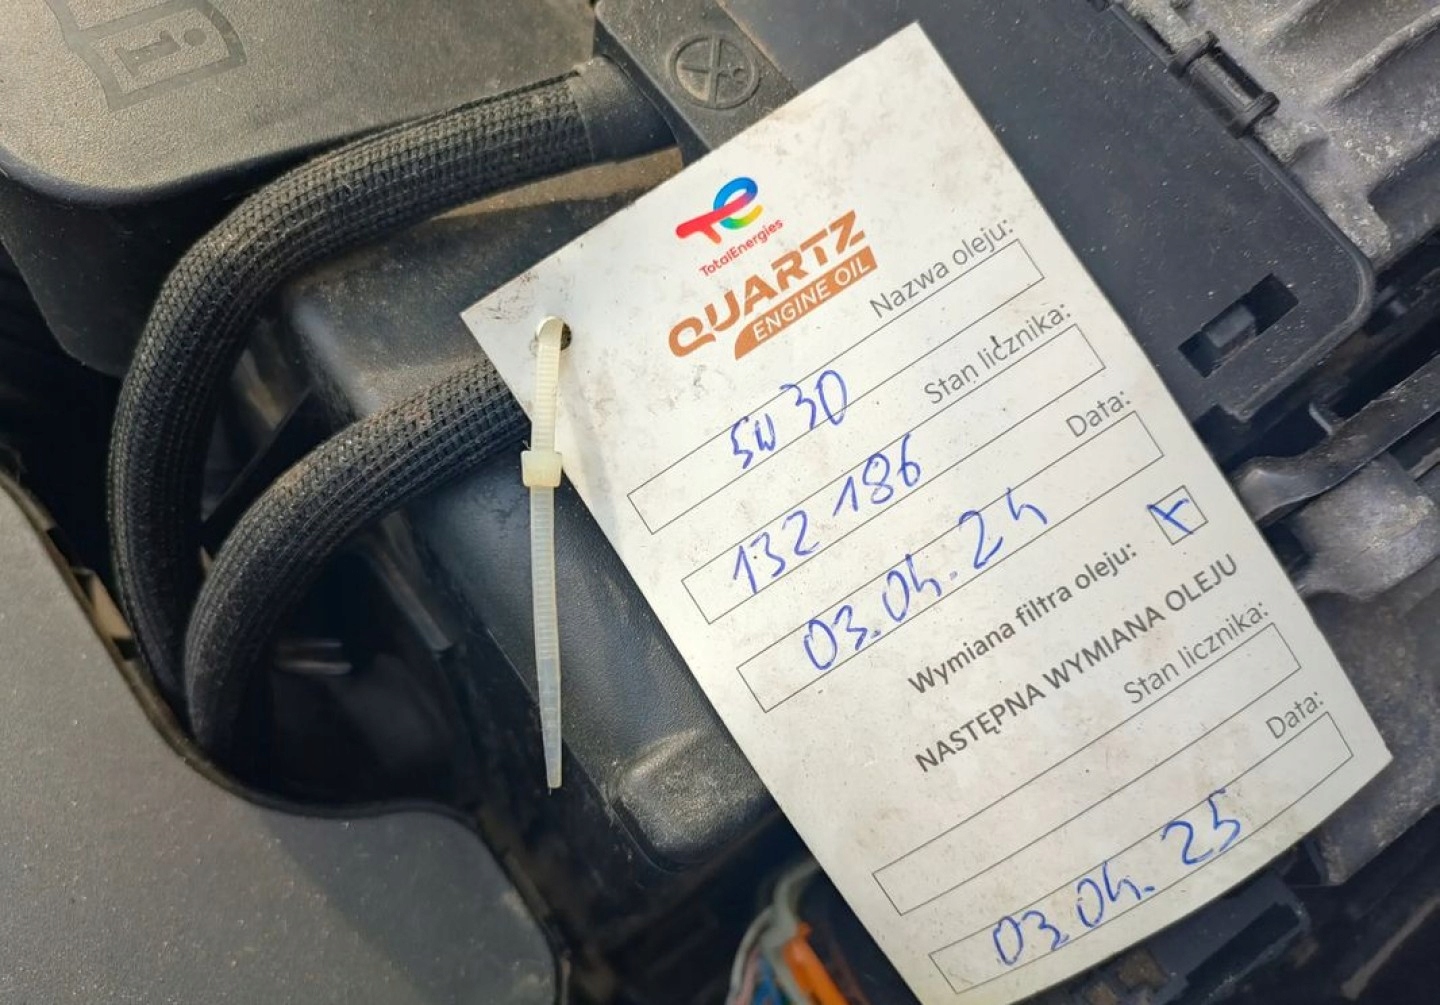 TotalEnergies
QUARTZ
ENGINE OIL
Nazwa oleju:
5W30
Stan licznika:
132 186
Data:
03.04.24
Wymiana filtra oleju: X
NASTĘPNA WYMIANA OLEJU
Stan licznika:
Data:
03.04.25